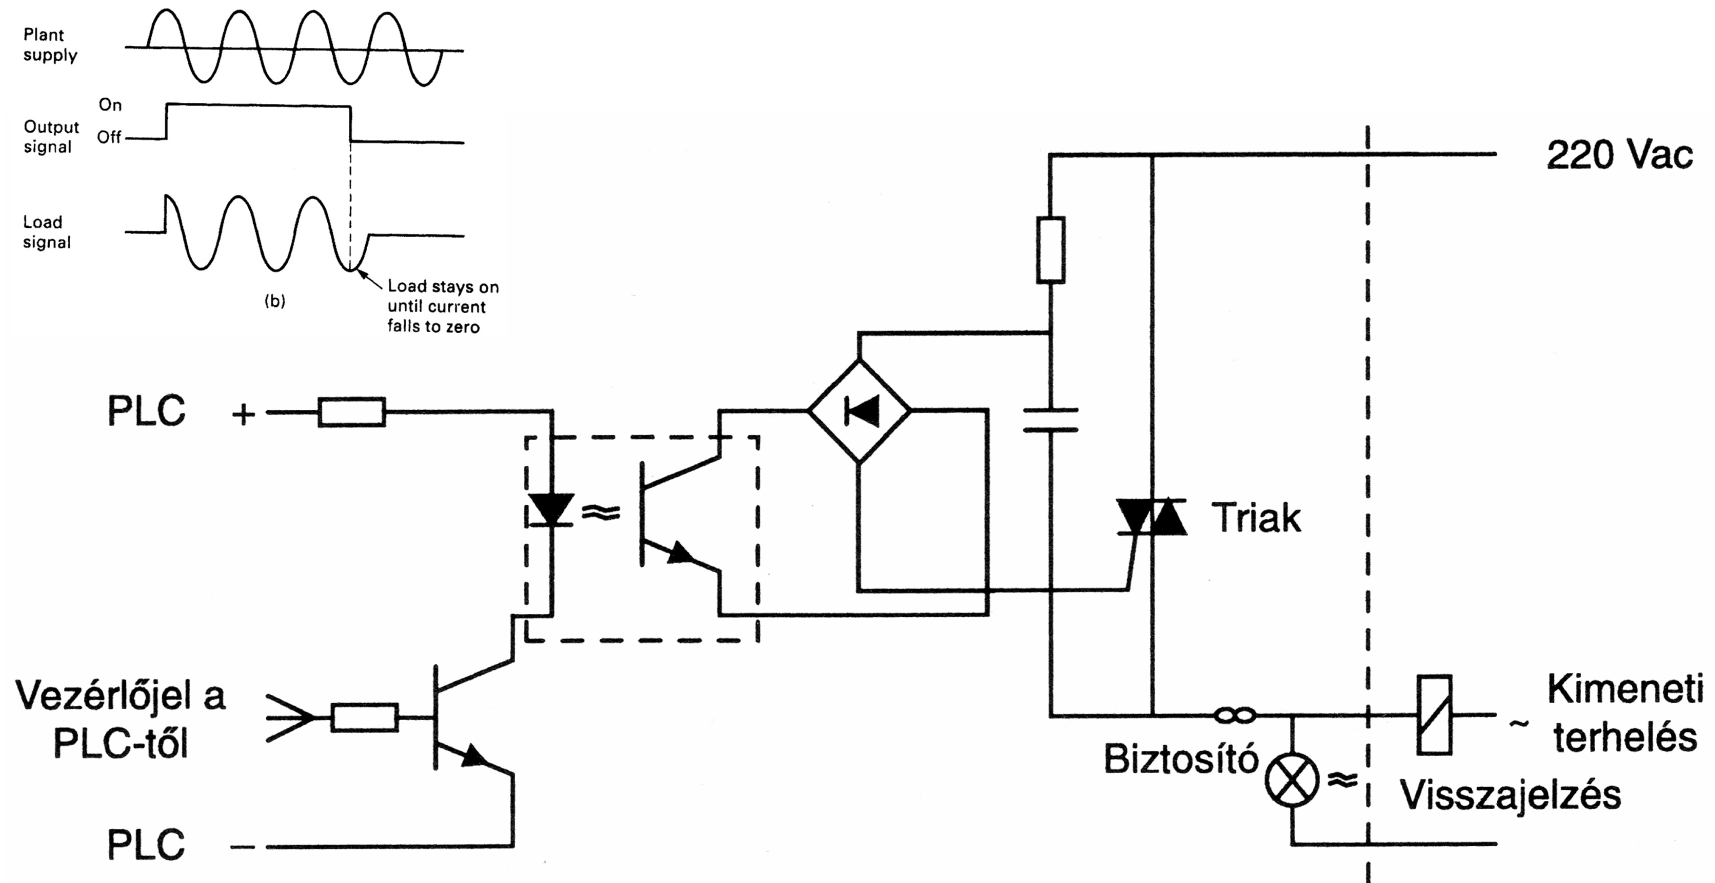 Plant
supply
On
Output
signal
Off
Load
signal
Load stays on
until current
falls to zero
(b)
220 Vac
PLC +
Triak
Vezérlőjel a
PLC-től
Kimeneti
~ terhelés
Biztosító
Visszajelzés
PLC –